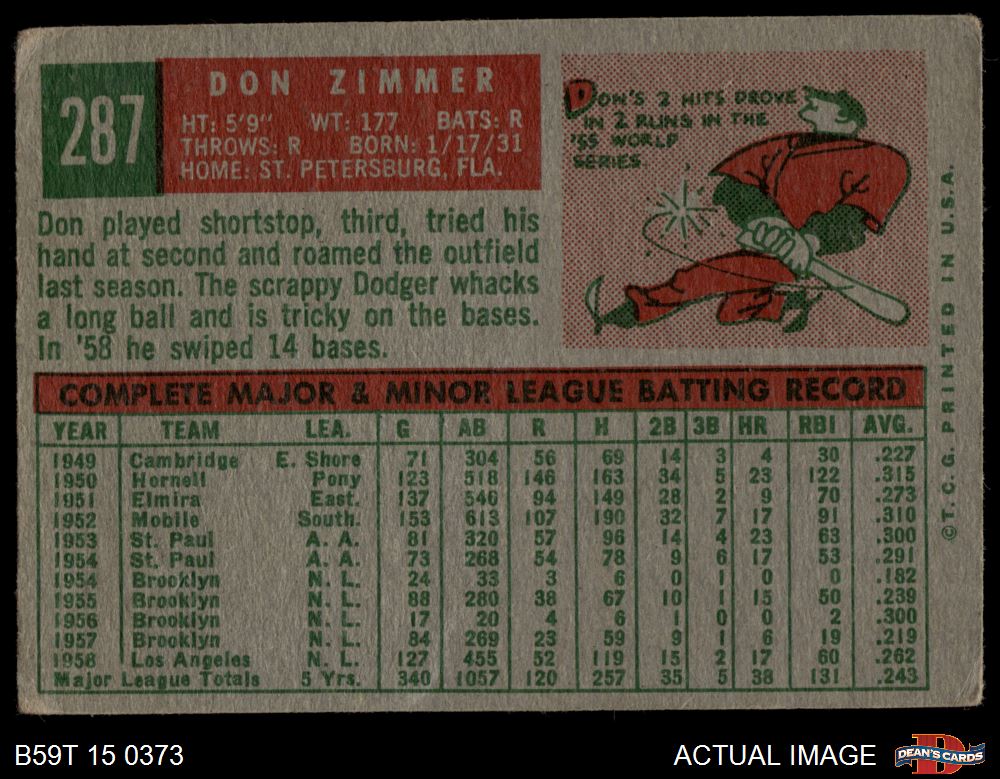 287
DON ZIMMER
HT: 5'9" WT: 177 BATS: R
THROWS: R BORN: 1/17/31
HOME: ST. PETERSBURG, FLA.
DON'S 2 HITS DROVE
IN 2 RUNS IN THE
'55 WORLD
SERIES.
Don played shortstop, third, tried his
hand at second and roamed the outfield
last season. The scrappy Dodger whacks
a long ball and is tricky on the bases.
In '58 he swiped 14 bases.
COMPLETE MAJOR & MINOR LEAGUE BATTING RECORD
YEAR TEAM LEA. G AB R H 2B 3B HR RBI AVG.
1949 Cambridge E. Shore 71 304 56 69 14 3 4 30 .227
1950 Hornell Pony 123 518 146 163 34 5 23 122 .315
1951 Elmira East. 137 546 94 149 28 2 9 70 .273
1952 Mobile South. 153 613 107 190 32 7 17 91 .310
1953 St. Paul A. A. 81 320 57 96 14 4 23 63 .300
1954 St. Paul A. A. 73 268 54 78 9 6 17 53 .291
1954 Brooklyn N. L. 24 33 3 6 0 1 0 0 .182
1955 Brooklyn N. L. 88 280 38 67 10 1 15 50 .239
1956 Brooklyn N. L. 17 20 4 6 1 0 0 2 .300
1957 Brooklyn N. L. 84 269 23 59 9 1 6 19 .219
1958 Los Angeles N. L. 127 455 52 119 15 2 17 60 .262
Major League Totals 5 Yrs. 340 1057 120 257 35 5 38 131 .243
©T. C. G. PRINTED IN U.S.A.
B59T 15 0373
ACTUAL IMAGE
DEAN'S CARDS